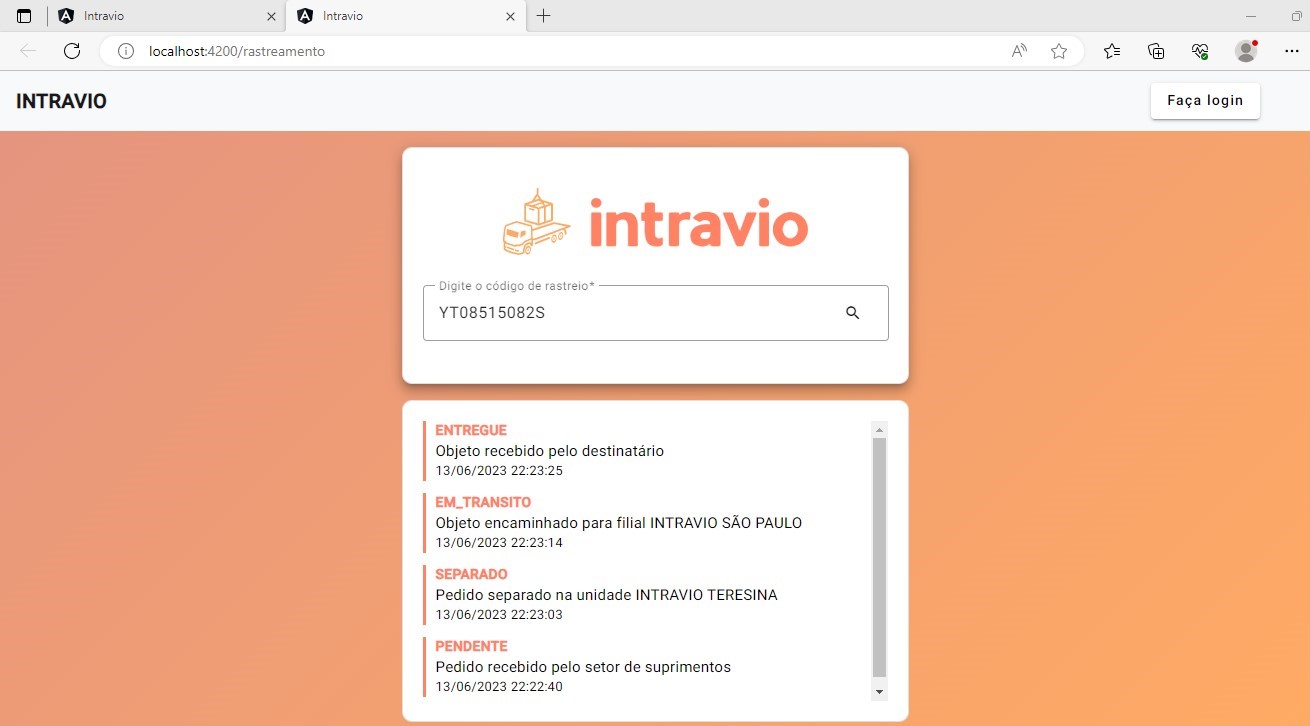 Intravio
Intravio
localhost:4200/rastreamento
INTRAVIO
Faça login
intravio
Digite o código de rastreio*
YT08515082S
ENTREGUE
Objeto recebido pelo destinatário
13/06/2023 22:23:25
EM_TRANSITO
Objeto encaminhado para filial INTRAVIO SÃO PAULO
13/06/2023 22:23:14
SEPARADO
Pedido separado na unidade INTRAVIO TERESINA
13/06/2023 22:23:03
PENDENTE
Pedido recebido pelo setor de suprimentos
13/06/2023 22:22:40